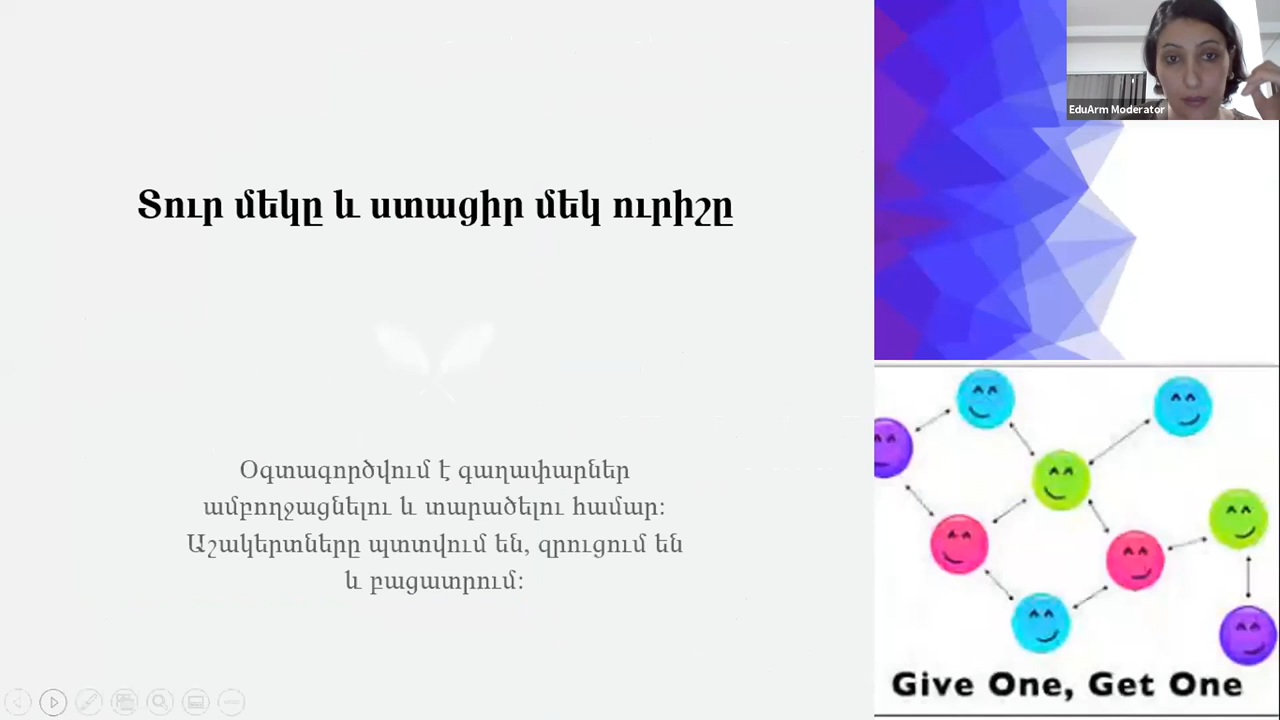 Տուր մեկը և ստացիր մեկ ուրիշը
Օգտագործվում է գաղափարներ
ամբողջացնելու և տարածելու համար:
Աշակերտները պտտվում են, զրուցում են
և բացատրում:
EduArm Moderator
Give One, Get One